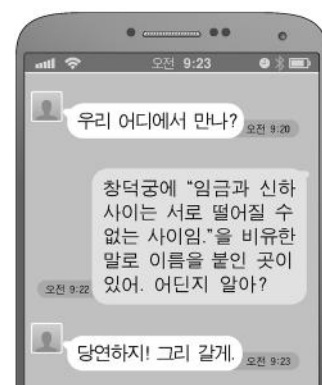 오전 9:23
우리 어디에서 만나?
오전 9:20
창덕궁에 “임금과 신하
사이는 서로 떨어질 수
없는 사이임.”을 비유한
말로 이름을 붙인 곳이
있어. 어딘지 알아?
오전 9:22
당연하지! 그리 갈게.
오전 9:23